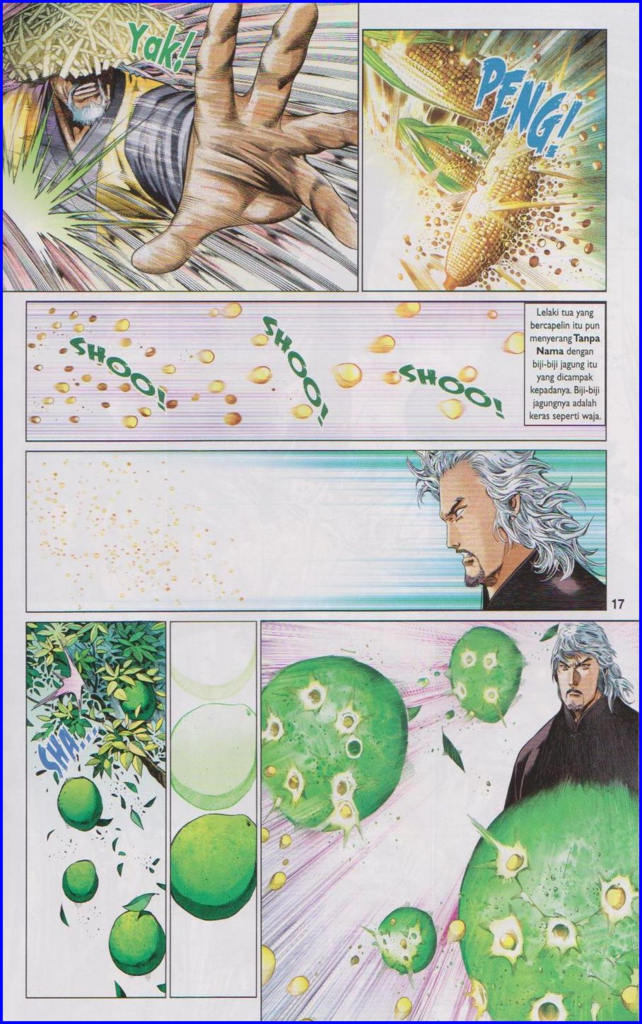 Yak!
PENG!
SHOO!
SHOO!
SHOO!
Lelaki tua yang
bercapelin itu pun
menyerang Tanpa
Nama dengan
biji-biji jagung itu
yang dicampak
kepadanya. Biji-biji
jagungnya adalah
keras seperti waja.
17
SHA...